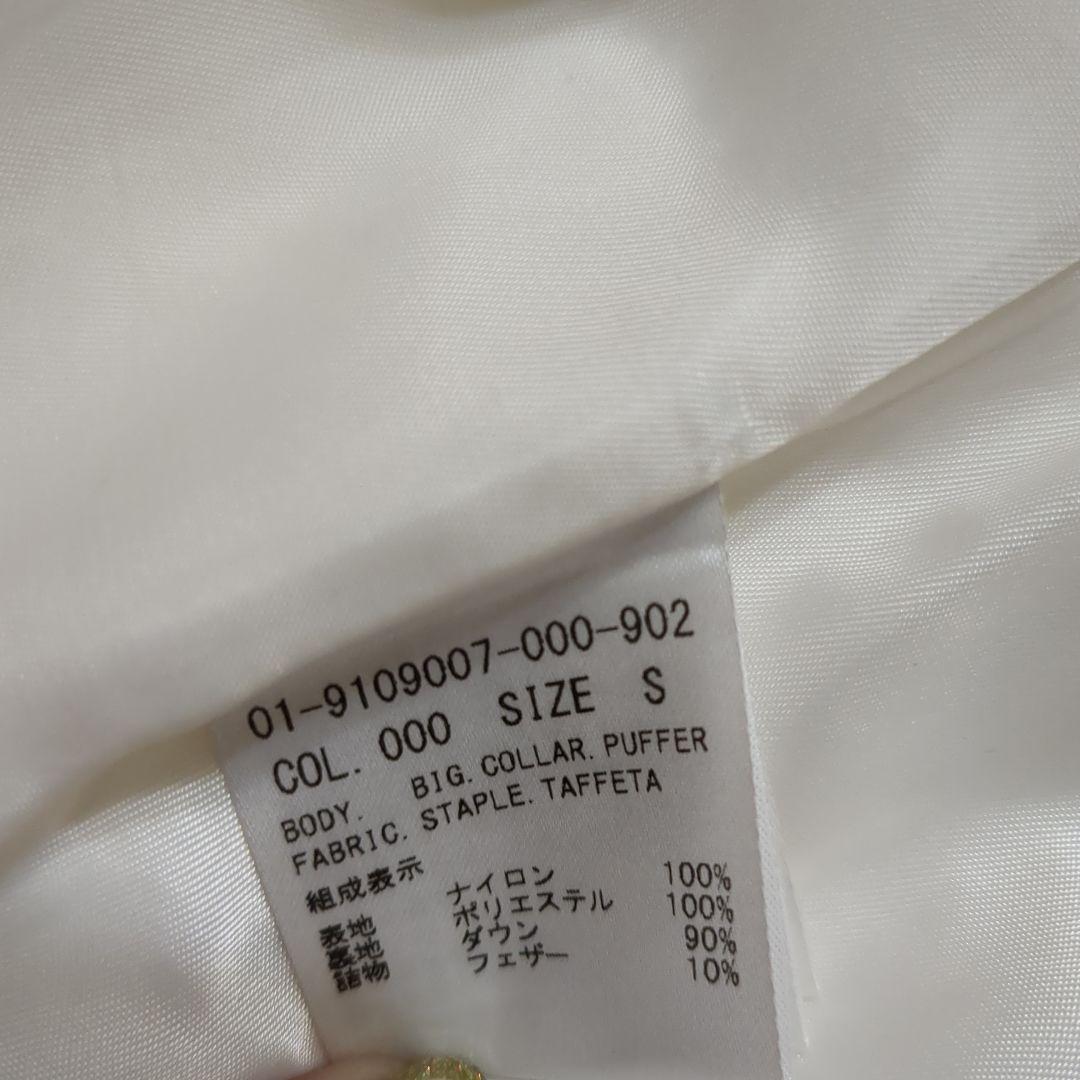 01-9109007-000-902
COL. 000 SIZE S
BODY. BIG. COLLAR. PUFFER
FABRIC. STAPLE. TAFFETA
組成表示
表地 ナイロン 100%
裏地 ポリエステル 100%
詰物 ダウン 90%
フェザー 10%